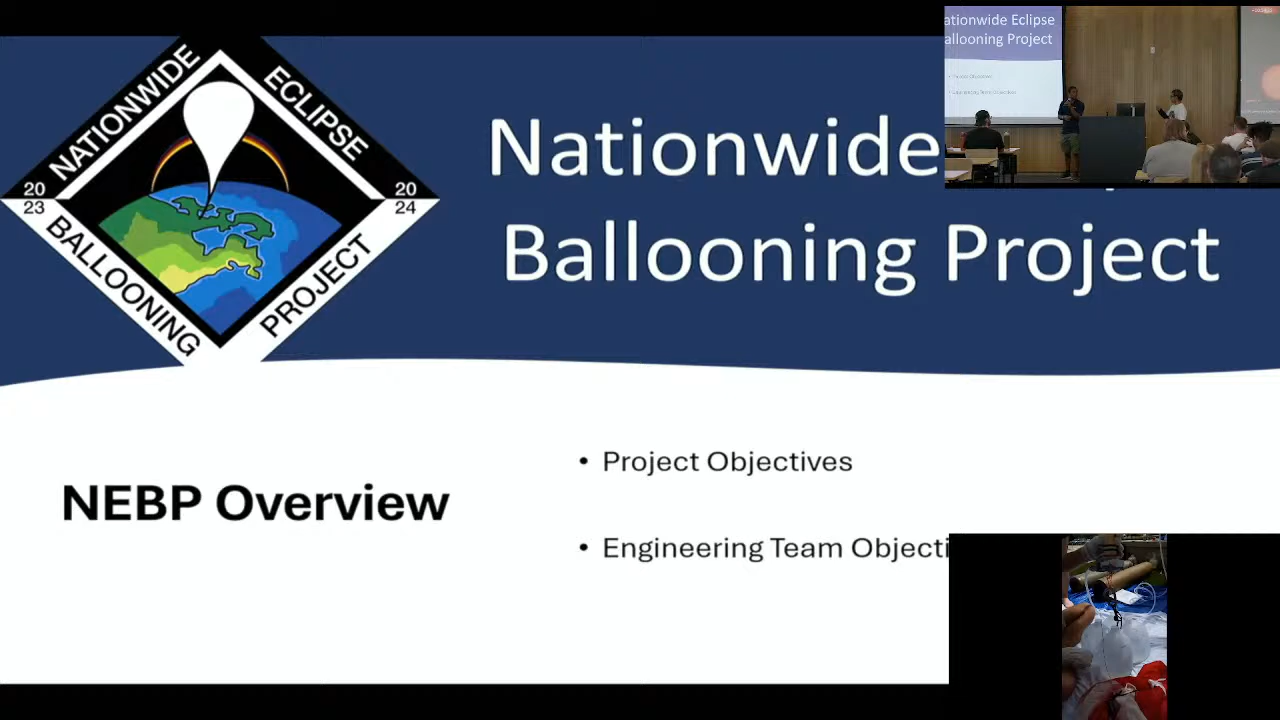 NATIONWIDE
ECLIPSE
20
23
20
24
BALLOONING
PROJECT
Nationwide
Ballooning Project
NEBP Overview
• Project Objectives
• Engineering Team Objecti
ationwide Eclipse
allooning Project